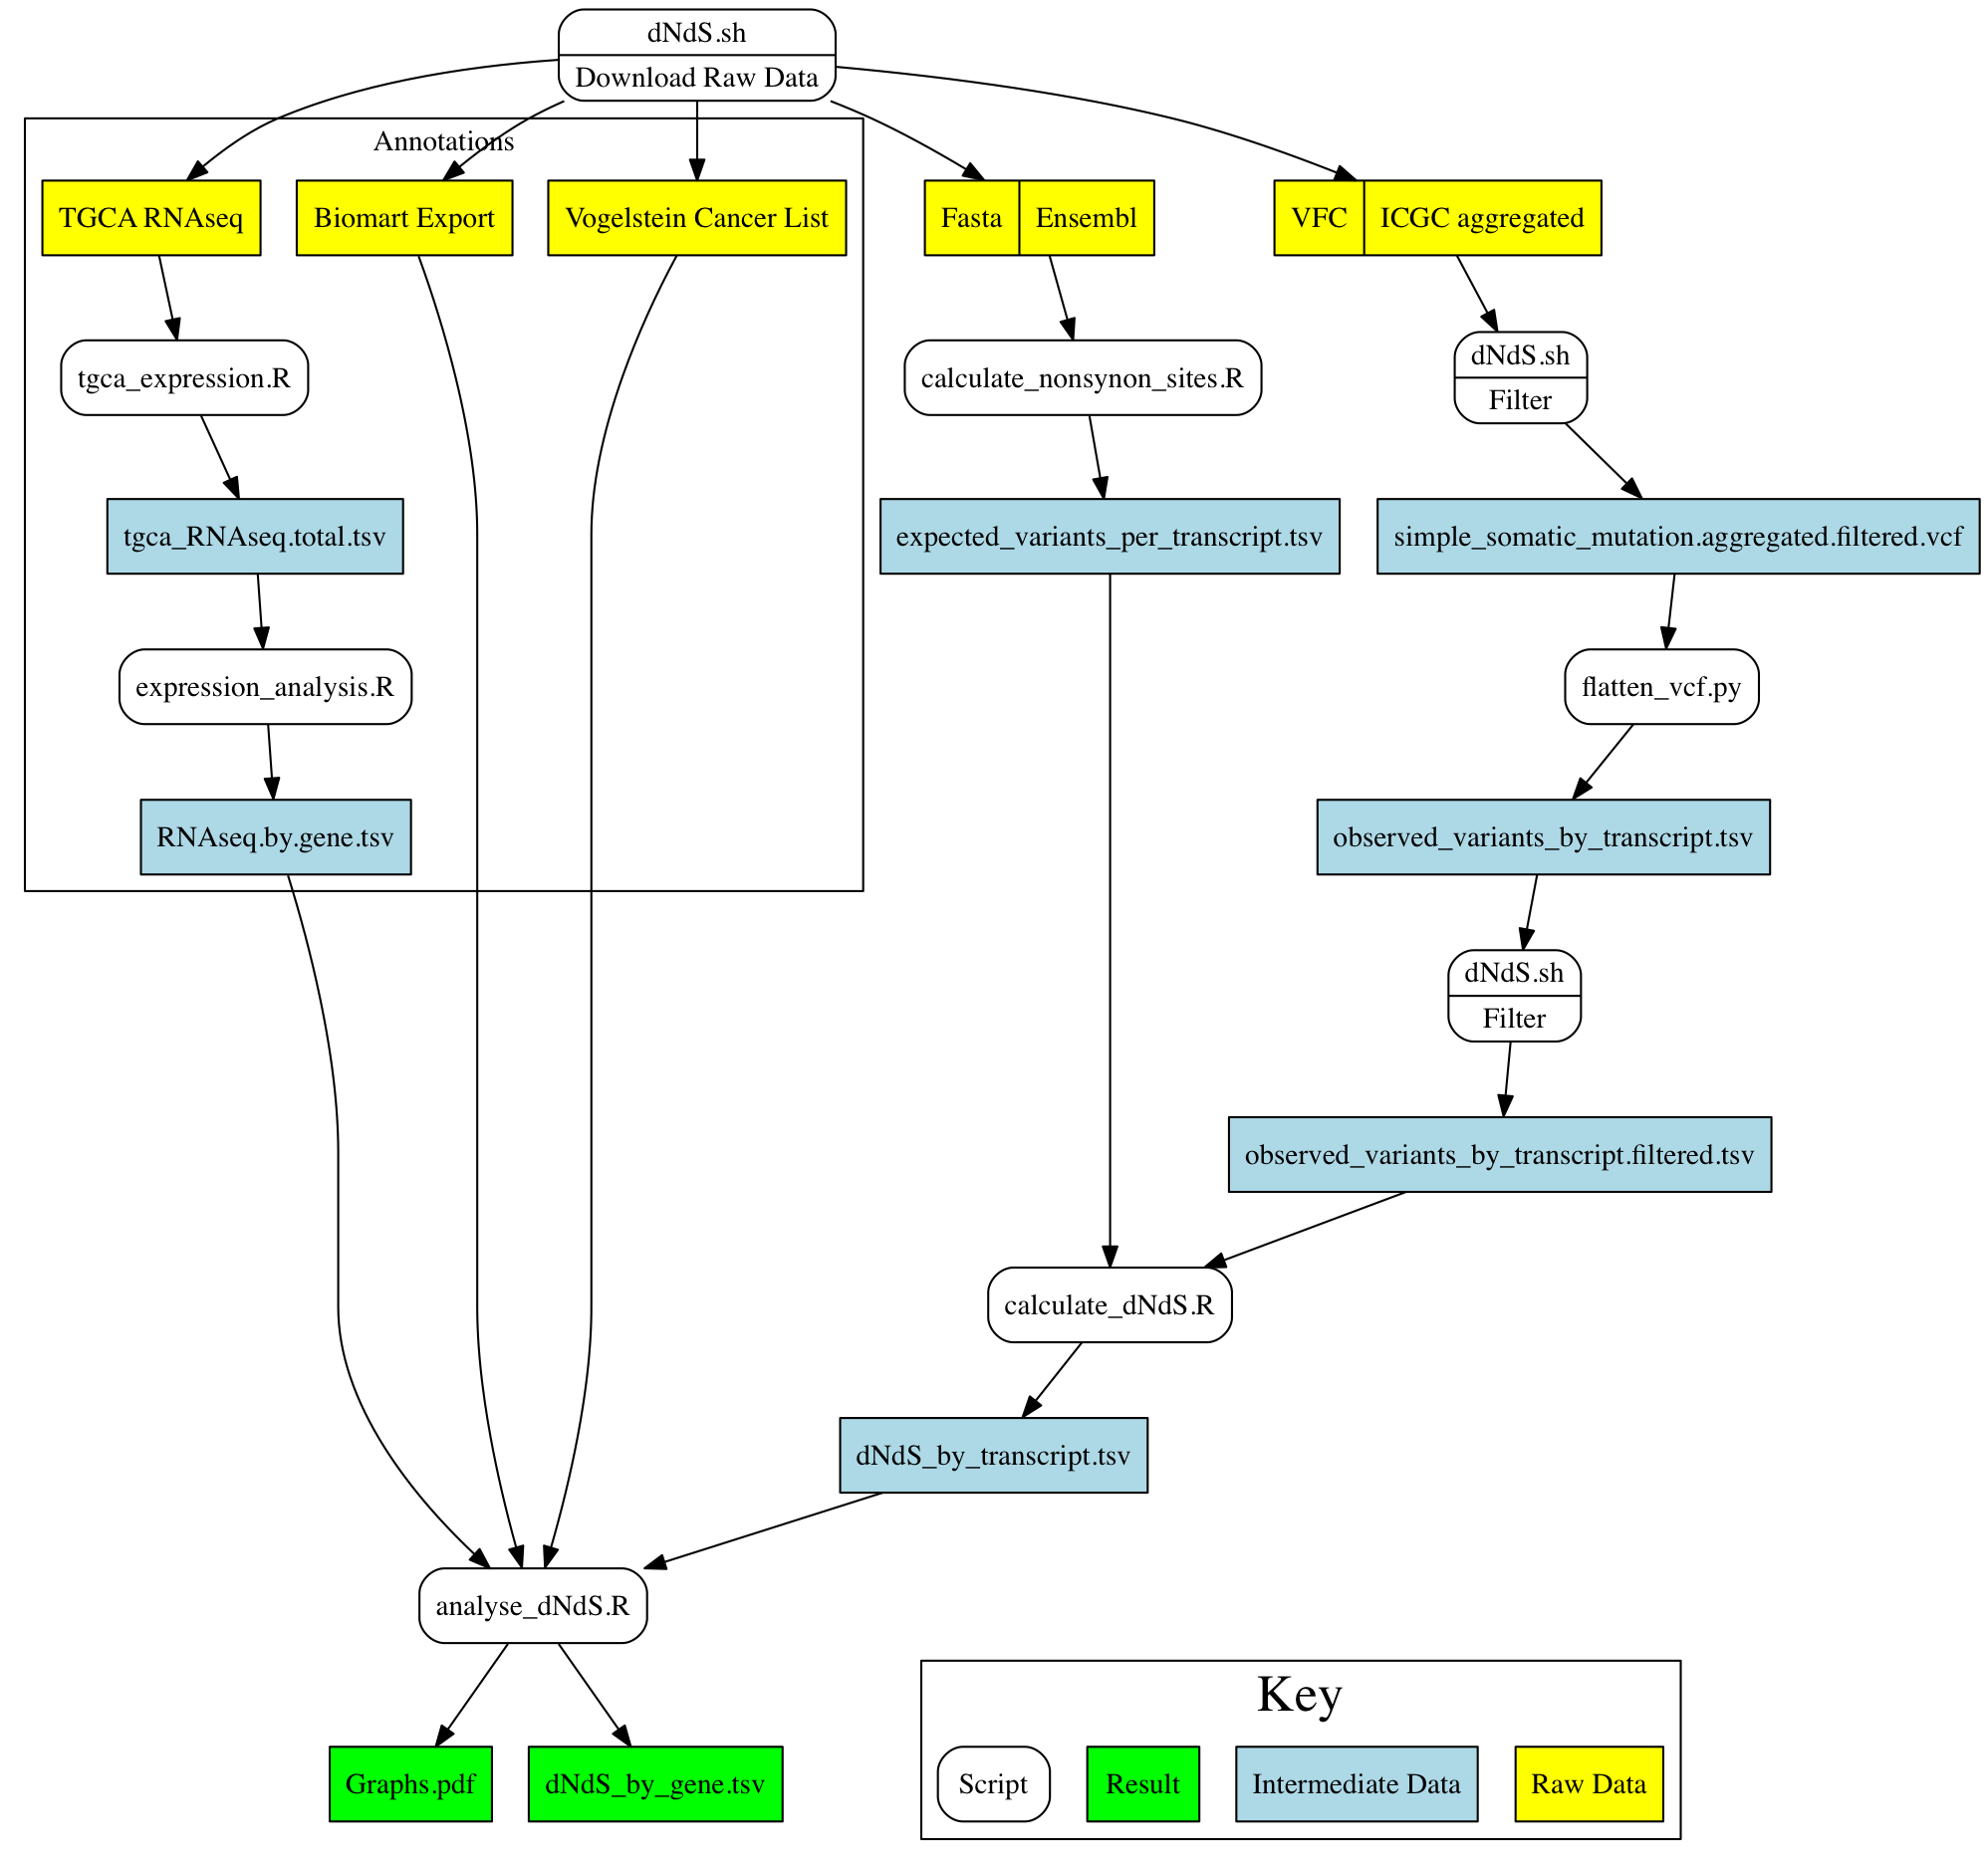 dNdS.sh
Download Raw Data
Annotations
TGCA RNAseq
Biomart Export
Vogelstein Cancer List
Fasta
Ensembl
VFC
ICGC aggregated
tgca_expression.R
calculate_nonsynon_sites.R
dNdS.sh
Filter
tgca_RNAseq.total.tsv
expected_variants_per_transcript.tsv
simple_somatic_mutation.aggregated.filtered.vcf
expression_analysis.R
flatten_vcf.py
RNAseq.by.gene.tsv
observed_variants_by_transcript.tsv
dNdS.sh
Filter
observed_variants_by_transcript.filtered.tsv
calculate_dNdS.R
dNdS_by_transcript.tsv
analyse_dNdS.R
Graphs.pdf
dNdS_by_gene.tsv
Key
Script
Result
Intermediate Data
Raw Data